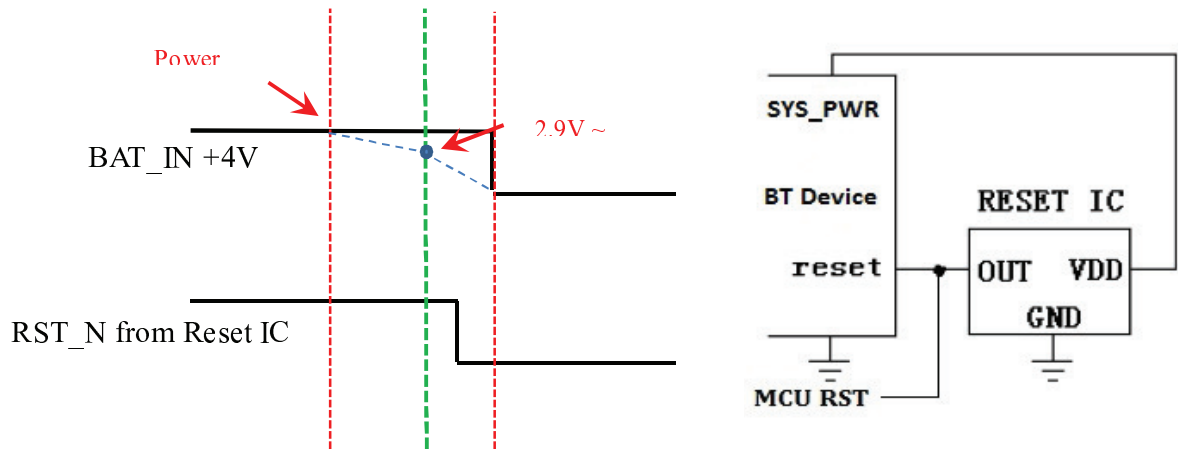 Power
2.9V ~
BAT_IN +4V
RST_N from Reset IC
SYS_PWR
BT Device
reset
RESET IC
OUT VDD
GND
MCU RST